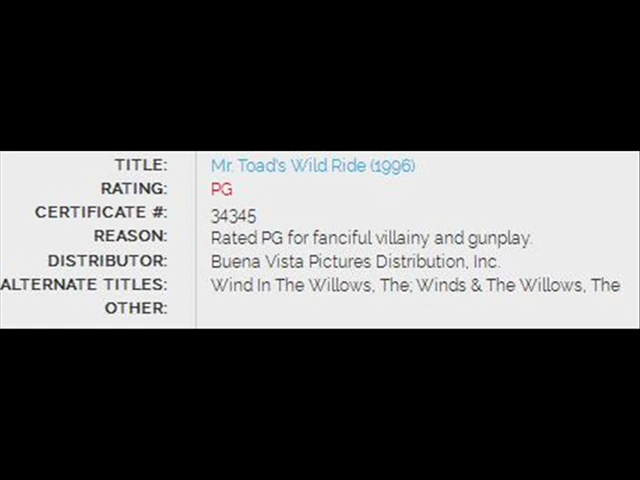 TITLE: Mr. Toad's Wild Ride (1996)
RATING: PG
CERTIFICATE #: 34345
REASON: Rated PG for fanciful villainy and gunplay.
DISTRIBUTOR: Buena Vista Pictures Distribution, Inc.
ALTERNATE TITLES: Wind In The Willows, The; Winds & The Willows, The
OTHER: